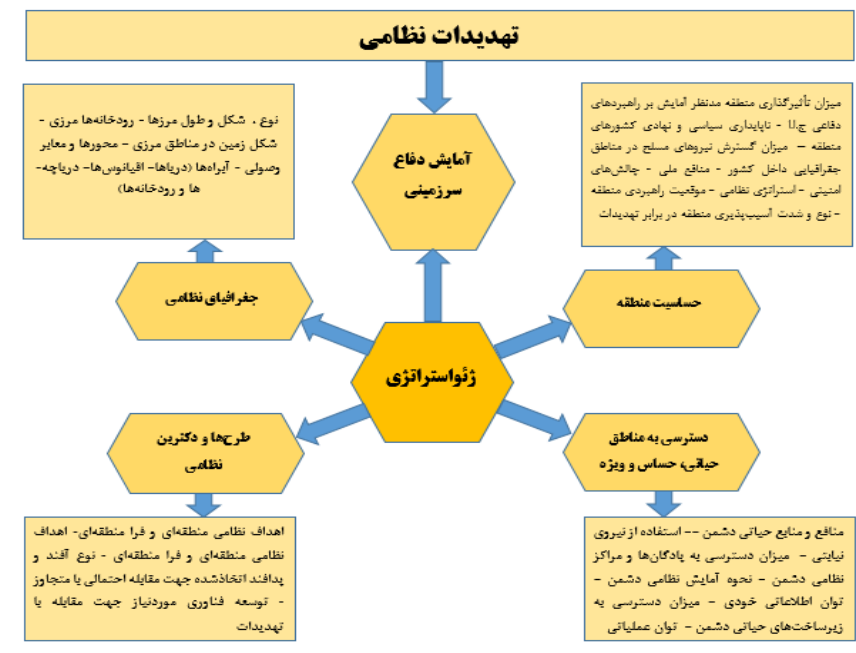 تهدیدات نظامی
میزان تأثیرگذاری منطقه مدنظر آمایش بر راهبردهای
دفاعی ج.ا.ا - ناپایداری سیاسی و نهادی کشورهای
منطقه – میزان گسترش نیروهای مسلح در مناطق
جغرافیایی داخل کشور - منافع ملی - چالش‌های
امنیتی - استراتژی نظامی - موقعیت راهبردی منطقه
- نوع و شدت آسیب‌پذیری منطقه در برابر تهدیدات
آمایش دفاع
سرزمینی
نوع ، شکل و طول مرزها - رودخانه‌ها مرزی -
شکل زمین در مناطق مرزی - محورها و معابر
وصولی - آبراه‌ها (دریاها- اقیانوس‌ها- دریاچه-
ها و رودخانه‌ها)
حساسیت منطقه
جغرافیای نظامی
ژئواستراتژی
دسترسی به مناطق
حیاتی، حساس و ویژه
طرح‌ها و دکترین
نظامی
منافع و منابع حیاتی دشمن -- استفاده از نیروی
نیابتی - میزان دسترسی به پادگان‌ها و مراکز
نظامی دشمن - نحوه آمایش نظامی دشمن -
توان اطلاعاتی خودی - میزان دسترسی به
زیرساخت‌های حیاتی دشمن - توان عملیاتی
اهداف نظامی منطقه‌ای و فرا منطقه‌ای- اهداف
نظامی منطقه‌ای و فرا منطقه‌ای - نوع آفند و
پدافند اتخاذشده جهت مقابله احتمالی با متجاوز
- توسعه فناوری موردنیاز جهت مقابله با
تهدیدات